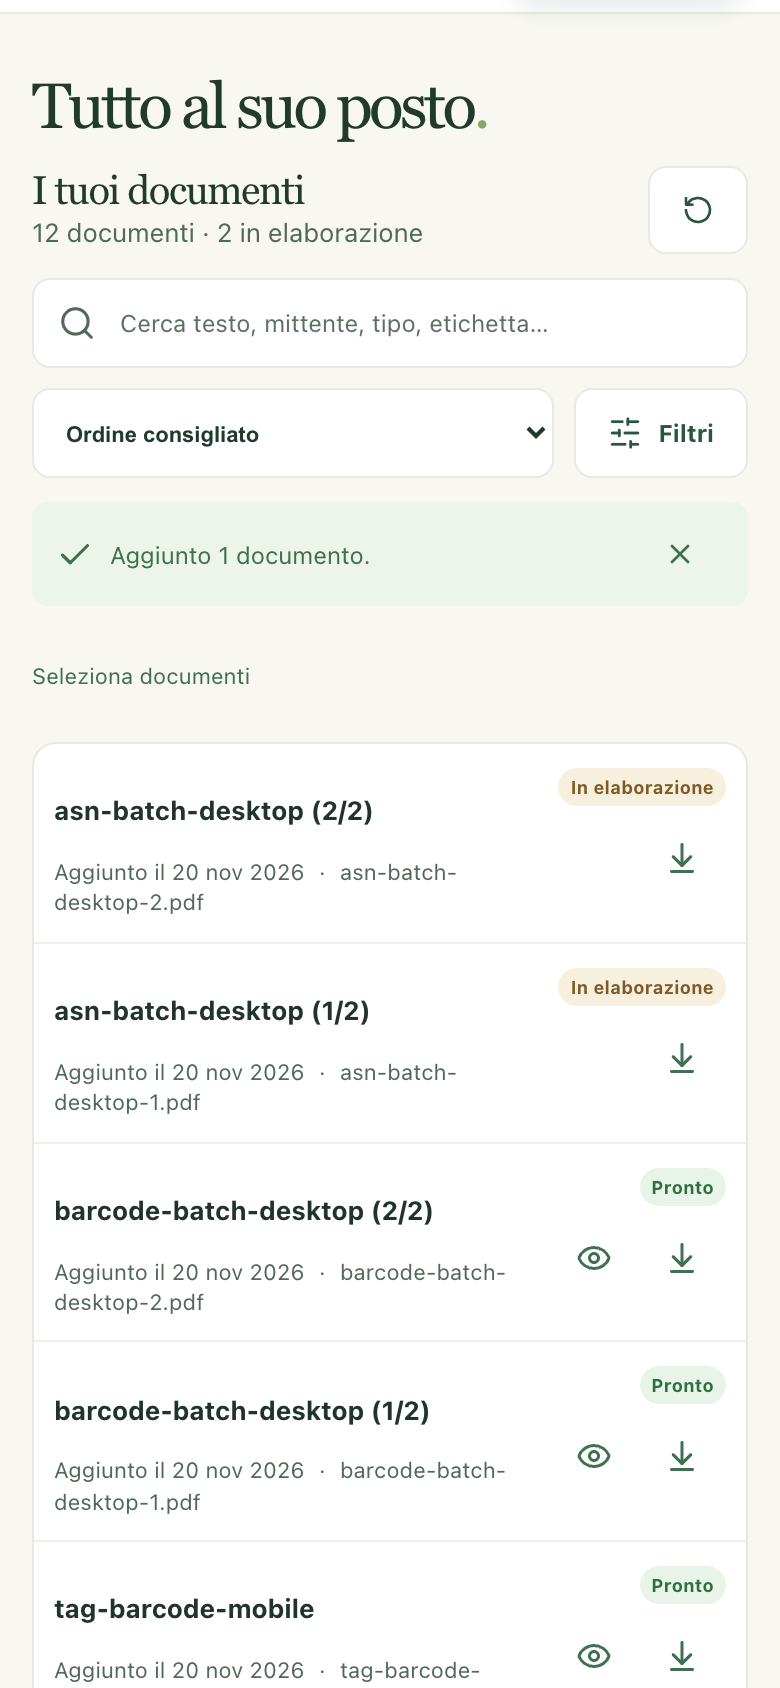 Tutto al suo posto.
I tuoi documenti
12 documenti · 2 in elaborazione
Cerca testo, mittente, tipo, etichetta...
Ordine consigliato
Filtri
Aggiunto 1 documento.
Seleziona documenti
In elaborazione
asn-batch-desktop (2/2)
Aggiunto il 20 nov 2026 · asn-batch-
desktop-2.pdf
In elaborazione
asn-batch-desktop (1/2)
Aggiunto il 20 nov 2026 · asn-batch-
desktop-1.pdf
Pronto
barcode-batch-desktop (2/2)
Aggiunto il 20 nov 2026 · barcode-batch-
desktop-2.pdf
Pronto
barcode-batch-desktop (1/2)
Aggiunto il 20 nov 2026 · barcode-batch-
desktop-1.pdf
Pronto
tag-barcode-mobile
Aggiunto il 20 nov 2026 · tag-barcode-